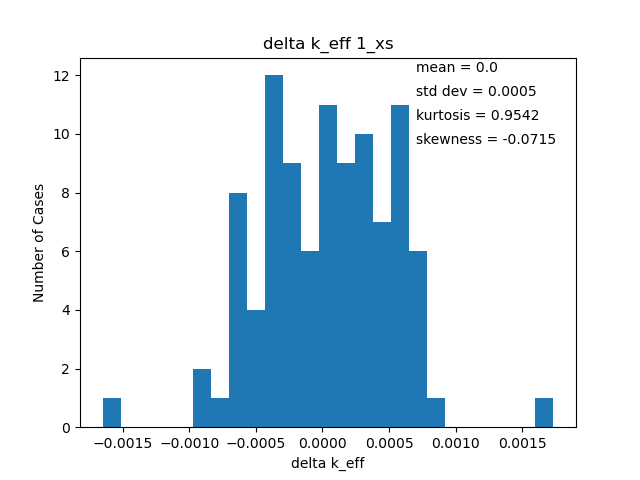 delta k_eff 1_xs
mean = 0.0
std dev = 0.0005
kurtosis = 0.9542
skewness = -0.0715
Number of Cases
12
10
8
6
4
2
0
−0.0015 −0.0010 −0.0005 0.0000 0.0005 0.0010 0.0015
delta k_eff